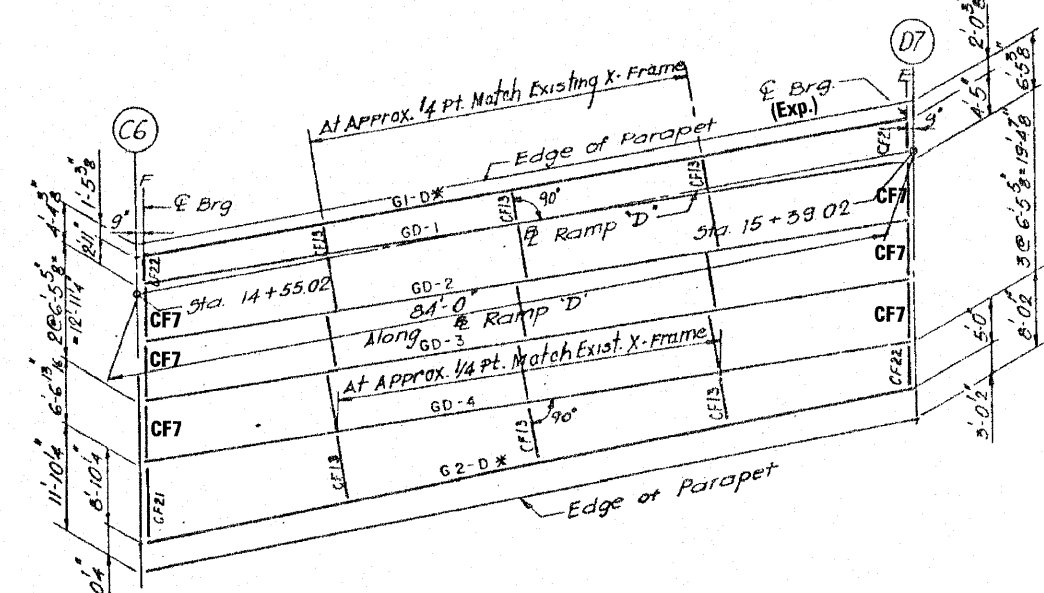 D7
C6
At Approx. 1/4 Pt. Match Existing X-Frame
℄ Brg.
(Exp.)
E
9"
2'-0 3/8"
4'-5"
6'-5 3/8"
Edge of Parapet
F
℄ Brg
9"
1'-5 3/8"
2'-11"
4'-4 3/8"
G1-D*
CF13
90°
CF13
CF21
CF7
GD-1
CF13
Ramp "D"
Sta. 15+39.02
CF7
CF22
Sta. 14+55.02
GD-2
84'-0"
Along ℄ Ramp 'D'
CF7
CF7
CF7
2@6'-5 5/8"=
=12'-11 1/4"
3@6'-5 5/8"=19'-4 7/8"
GD-3
At Approx. 1/4 Pt. Match Exist. X-Frame
6'-6 13/16"
CF7
GD-4
CF13
90°
CF13
CF22
5'-0"
8'-0 1/2"
3'-0 1/2"
11'-10 1/4"
8'-10 1/4"
CF21
CF13
G2-D*
Edge of Parapet